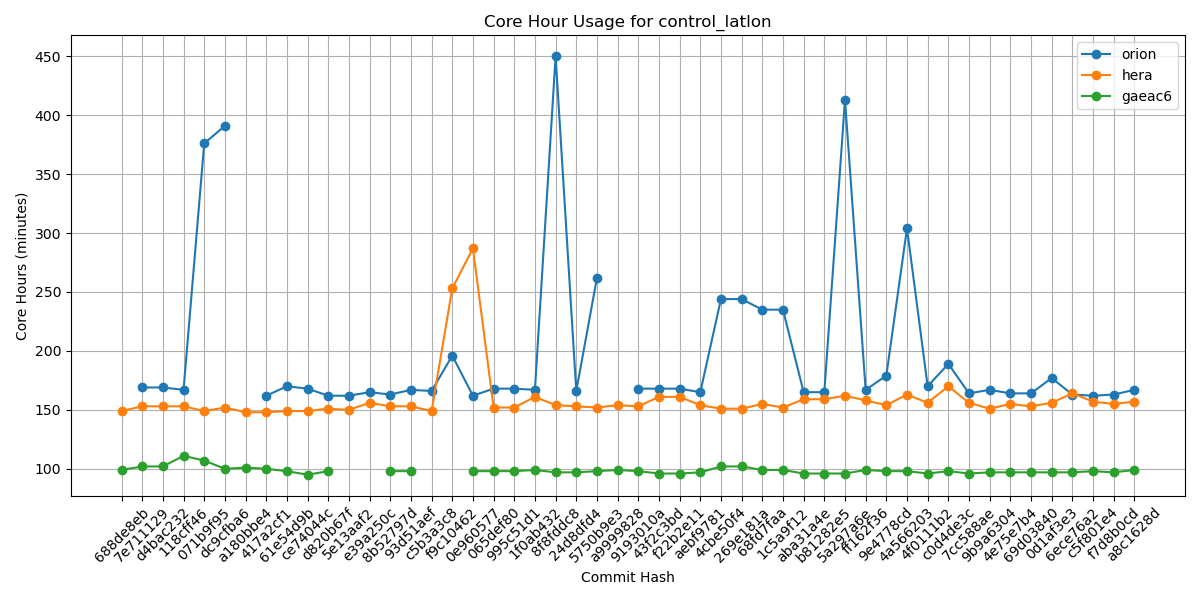 Core Hour Usage for control_latlon
orion
hera
gaeac6
Core Hours (minutes)
450
400
350
300
250
200
150
100
688de8eb
7e711129
d4bac232
118cff46
071b9f95
dc9cfba6
a180bbe4
417a2cf1
61e54d9b
ce74044c
d820b67f
5e13aaf2
e39a250c
8b52797d
93d51aef
c5b3a3c8
f9c10462
0e960577
065def80
995c51d1
1f0ab432
8f8fddc8
24d8dfd4
5750b9e3
a9999828
9193010a
43f253bd
f22b2e11
aebf9781
4cbe50f4
269e181a
68fd7faa
1c5a9f12
aba31a4e
b81282e5
5a297a6e
ff162f36
9e4778cd
4a566203
4f011b2
c0d4de3c
7cc588ae
9b9a6304
4e75e7b4
69d03840
0d1af3e3
6ece76a2
c5f801e4
f7d8b0cd
a8c1628d
Commit Hash